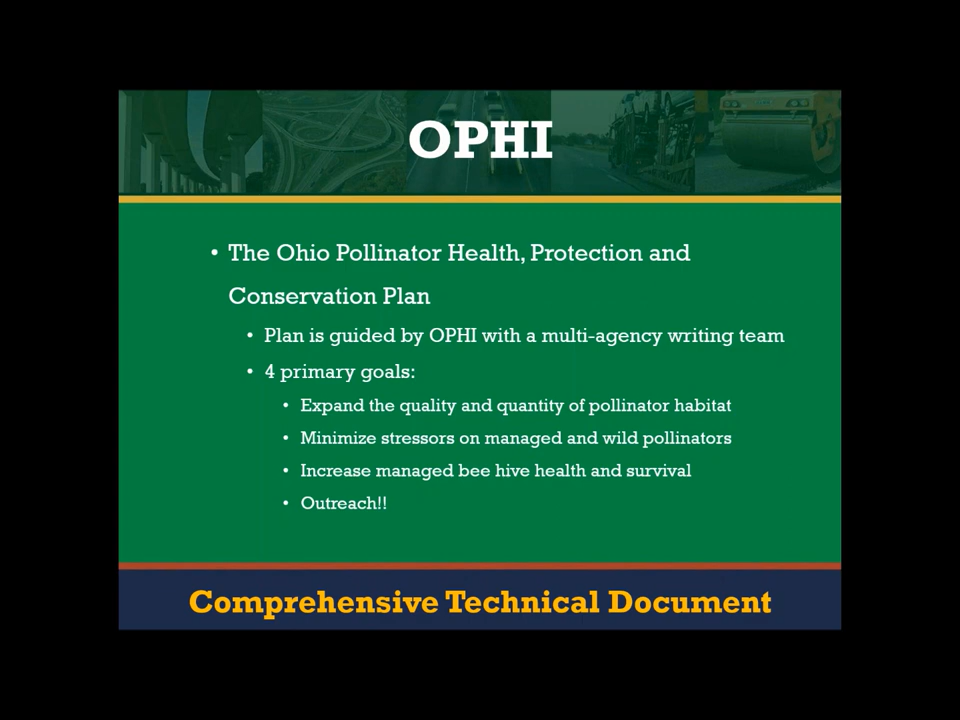 OPHI
• The Ohio Pollinator Health, Protection and
Conservation Plan
• Plan is guided by OPHI with a multi-agency writing team
• 4 primary goals:
• Expand the quality and quantity of pollinator habitat
• Minimize stressors on managed and wild pollinators
• Increase managed bee hive health and survival
• Outreach!!
Comprehensive Technical Document